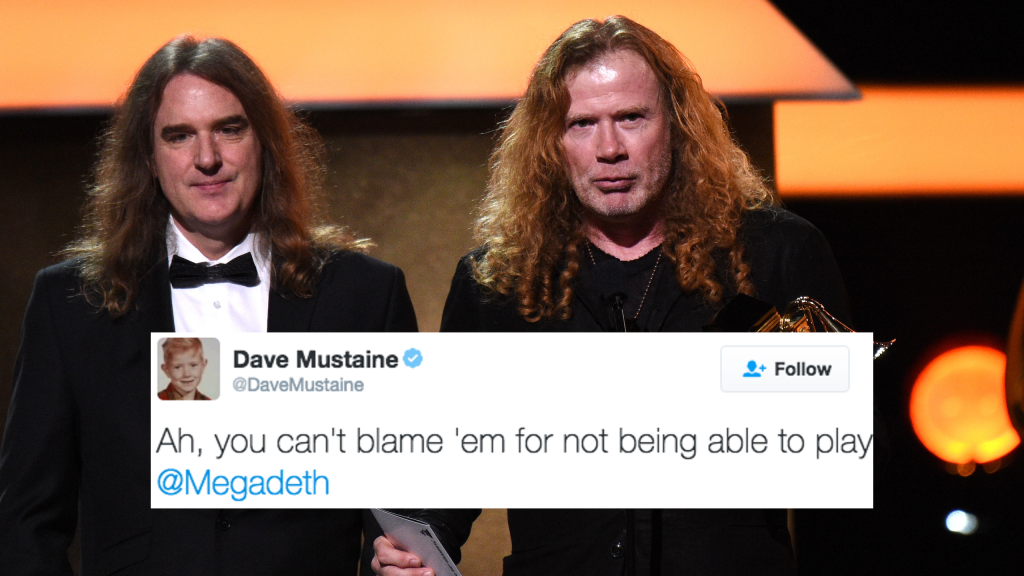 Dave Mustaine
@DaveMustaine
Follow
Ah, you can't blame 'em for not being able to play
@Megadeth